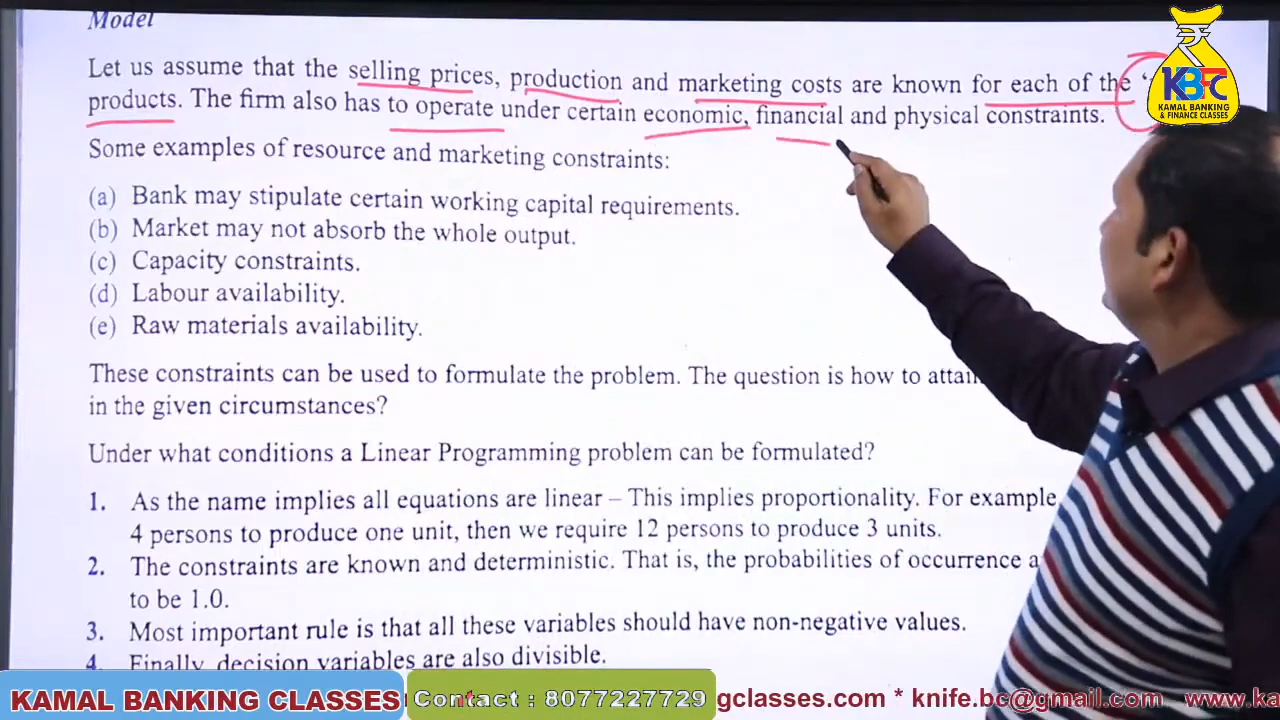 Model
Let us assume that the selling prices, production and marketing costs are known for each of the
products. The firm also has to operate under certain economic, financial and physical constraints.
Some examples of resource and marketing constraints:
(a) Bank may stipulate certain working capital requirements.
(b) Market may not absorb the whole output.
(c) Capacity constraints.
(d) Labour availability.
(e) Raw materials availability.
These constraints can be used to formulate the problem. The question is how to
in the given circumstances?
Under what conditions a Linear Programming problem can be formulated?
1. As the name implies all equations are linear – This implies proportionality. For example
4 persons to produce one unit, then we require 12 persons to produce 3 units.
2. The constraints are known and deterministic. That is, the probabilities of occurrence
to be 1.0.
3. Most important rule is that all these variables should have non-negative values.
4. Finally, decision variables are also divisible.
KBC
KAMAL BANKING
& FINANCE CLASSES
KAMAL BANKING CLASSES Contact : 8077227729 gclasses.com * knife.bc@gmail.com www.ka